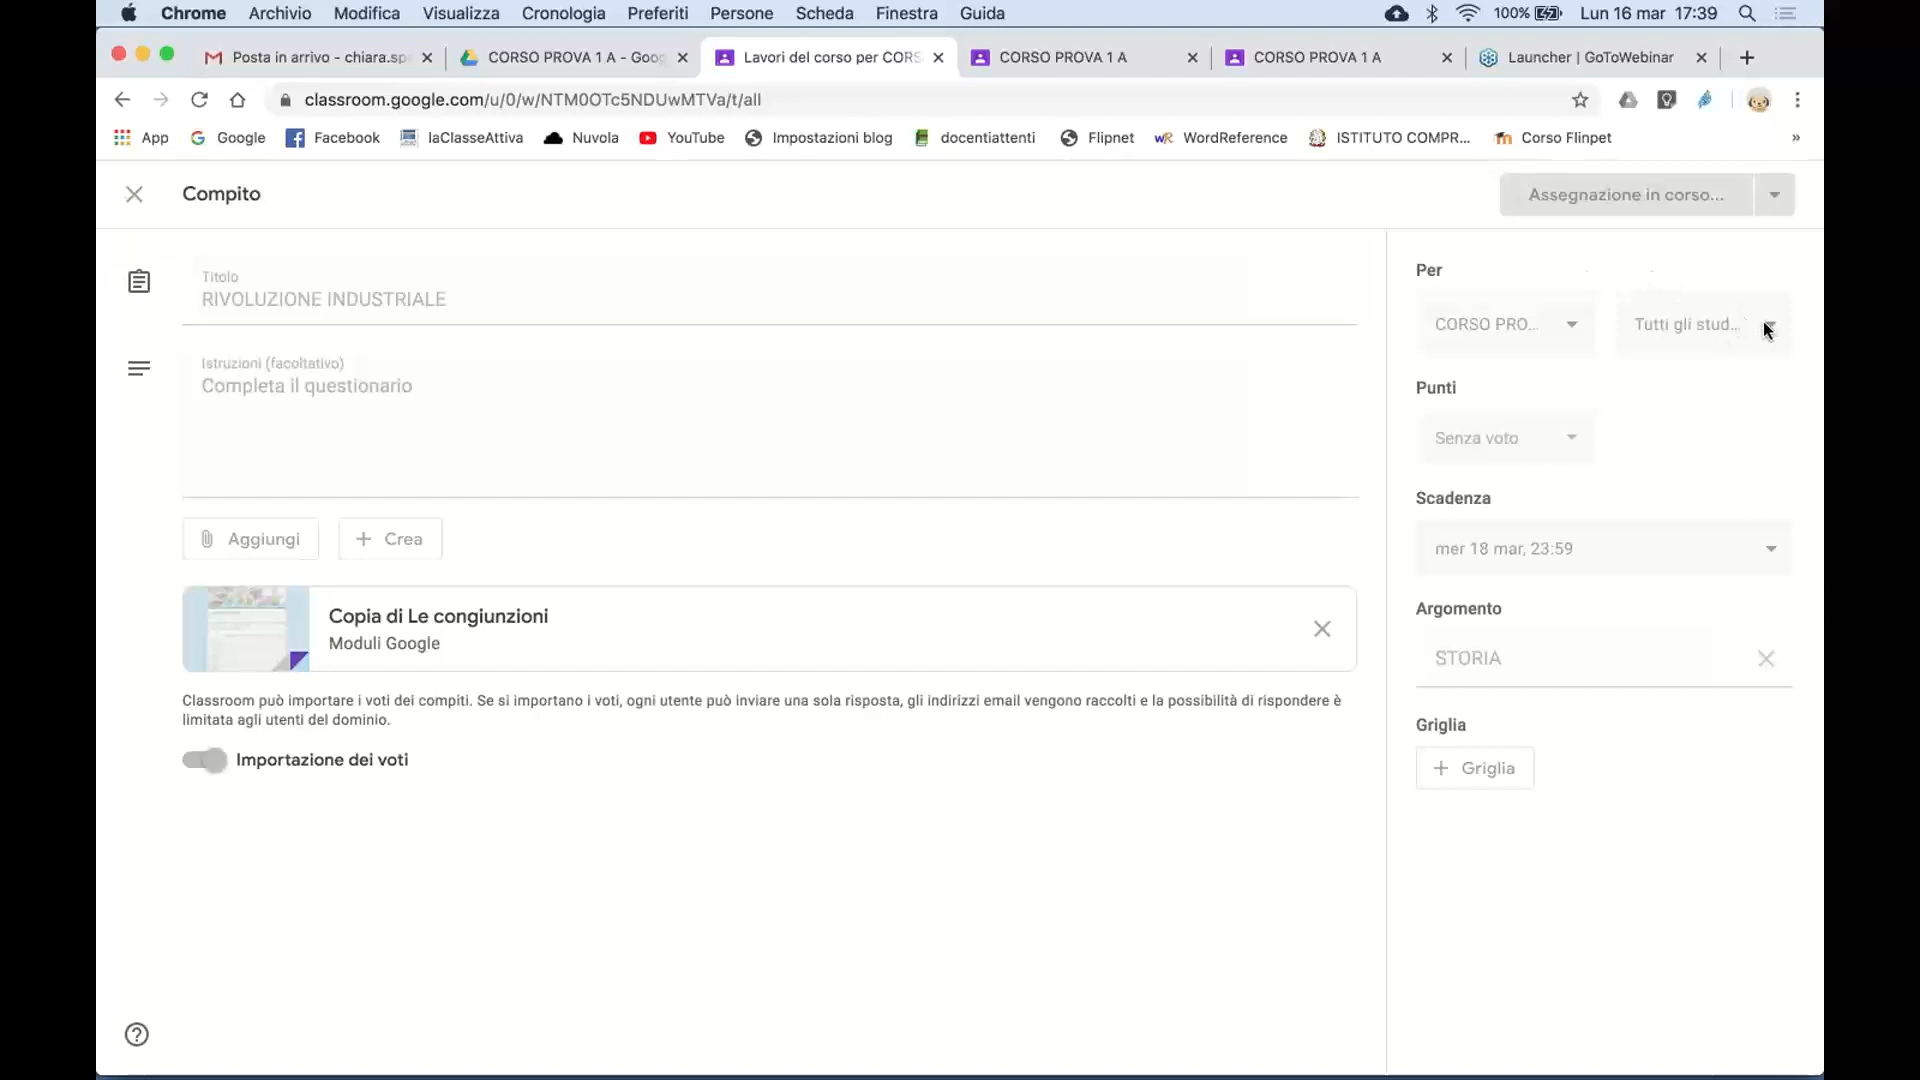 Chrome Archivio Modifica Visualizza Cronologia Preferiti Persone Scheda Finestra Guida 100% Lun 16 mar 17:39
Posta in arrivo - chiara.sp CORSO PROVA 1 A - Goog Lavori del corso per CORS CORSO PROVA 1 A CORSO PROVA 1 A Launcher | GoToWebinar
classroom.google.com/u/0/w/NTM0OTc5NDUwMTVa/t/all
App Google Facebook laClasseAttiva Nuvola YouTube Impostazioni blog docentiattenti Flipnet WordReference ISTITUTO COMPR... Corso Flinpet »
Compito
Assegnazione in corso...
Titolo
RIVOLUZIONE INDUSTRIALE
Istruzioni (facoltativo)
Completa il questionario
Aggiungi
Crea
Copia di Le congiunzioni
Moduli Google
Classroom può importare i voti dei compiti. Se si importano i voti, ogni utente può inviare una sola risposta, gli indirizzi email vengono raccolti e la possibilità di rispondere è
limitata agli utenti del dominio.
Importazione dei voti
Per
CORSO PRO...
Tutti gli stud...
Punti
Senza voto
Scadenza
mer 18 mar, 23:59
Argomento
STORIA
Griglia
Griglia